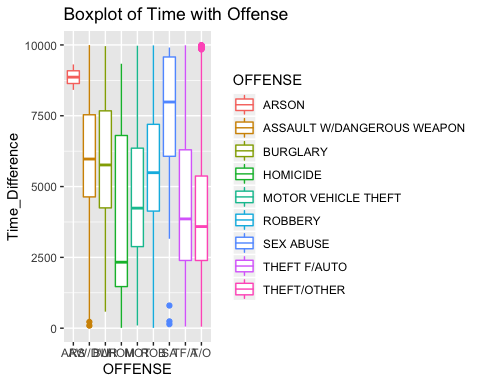 Boxplot of Time with Offense
10000
7500
5000
2500
0
Time_Difference
OFFENSE
OFFENSE
ARSON
ASSAULT W/DANGEROUS WEAPON
BURGLARY
HOMICIDE
MOTOR VEHICLE THEFT
ROBBERY
SEX ABUSE
THEFT F/AUTO
THEFT/OTHER